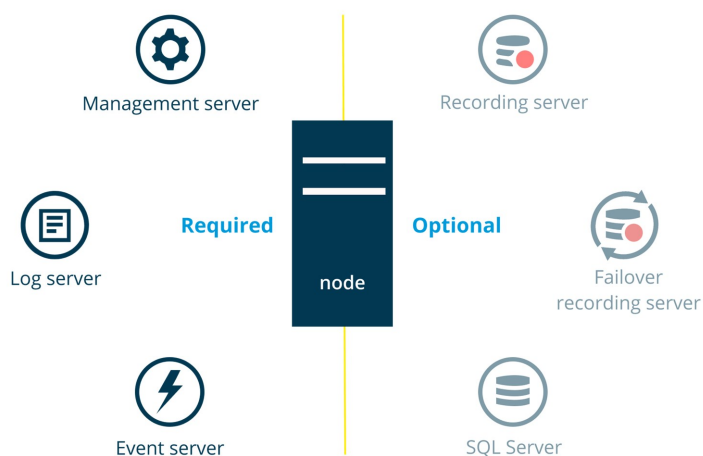 Management server
Recording server
Required
Optional
Log server
node
Failover
recording server
Event server
SQL Server